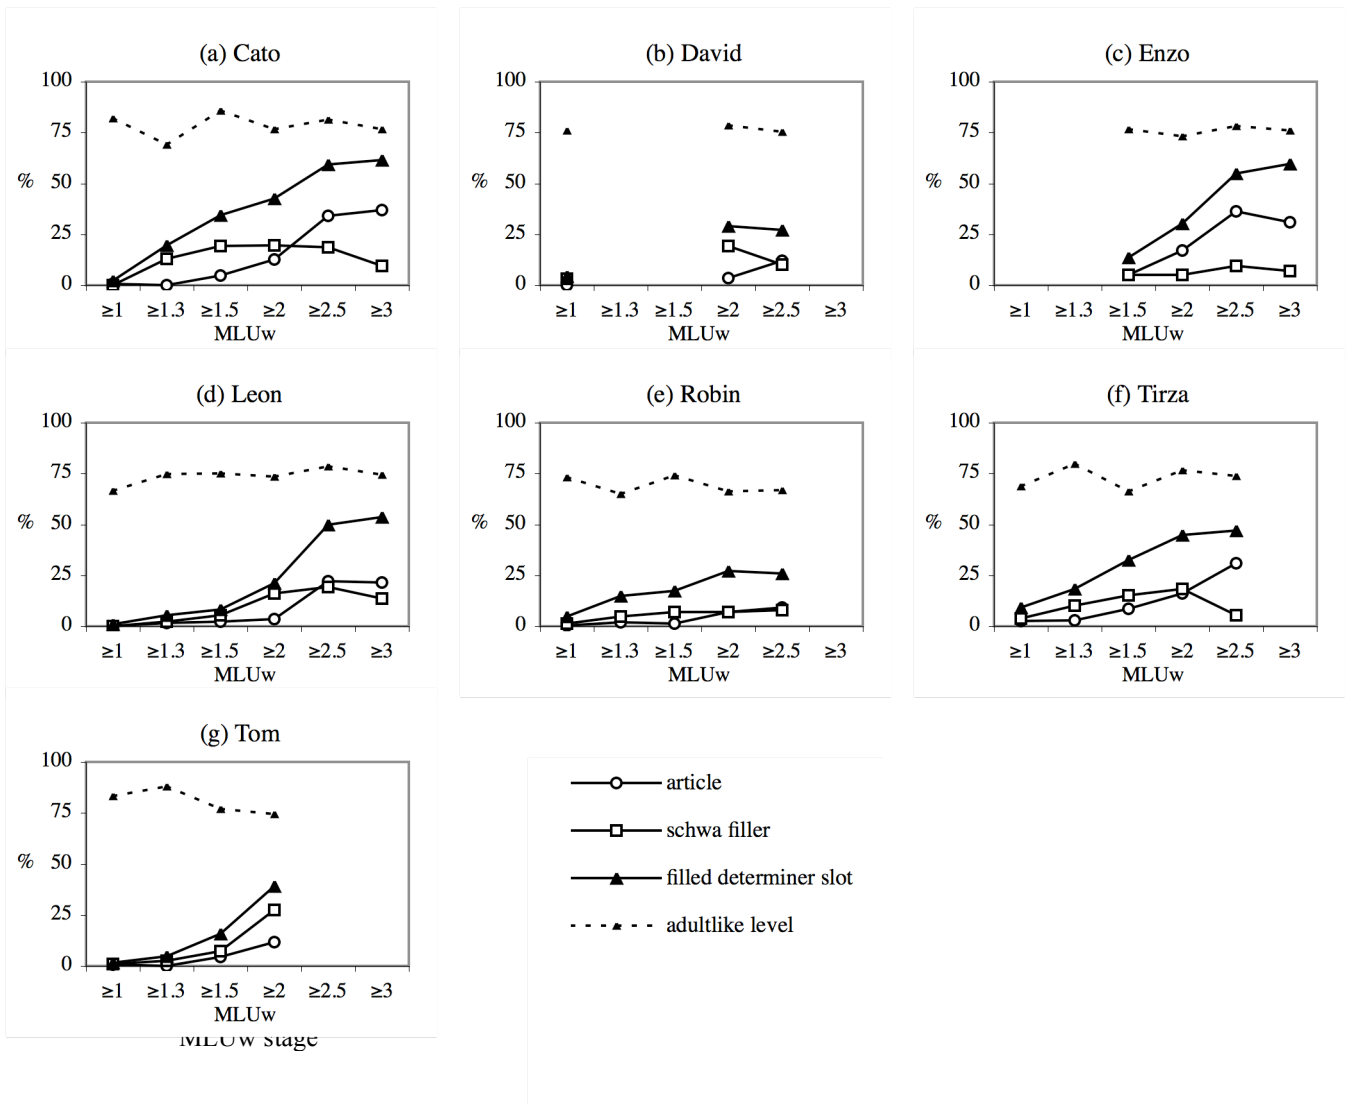 (a) Cato
(b) David
(c) Enzo
100
75
% 50
25
0
≥1 ≥1.3 ≥1.5 ≥2 ≥2.5 ≥3
MLUw
100
75
% 50
25
0
≥1 ≥1.3 ≥1.5 ≥2 ≥2.5 ≥3
MLUw
100
75
% 50
25
0
≥1 ≥1.3 ≥1.5 ≥2 ≥2.5 ≥3
MLUw
(d) Leon
(e) Robin
(f) Tirza
100
75
% 50
25
0
≥1 ≥1.3 ≥1.5 ≥2 ≥2.5 ≥3
MLUw
100
75
% 50
25
0
≥1 ≥1.3 ≥1.5 ≥2 ≥2.5 ≥3
MLUw
100
75
% 50
25
0
≥1 ≥1.3 ≥1.5 ≥2 ≥2.5 ≥3
MLUw
(g) Tom
100
75
% 50
25
0
≥1 ≥1.3 ≥1.5 ≥2 ≥2.5 ≥3
MLUw
MLUw stage
article
schwa filler
filled determiner slot
adultlike level